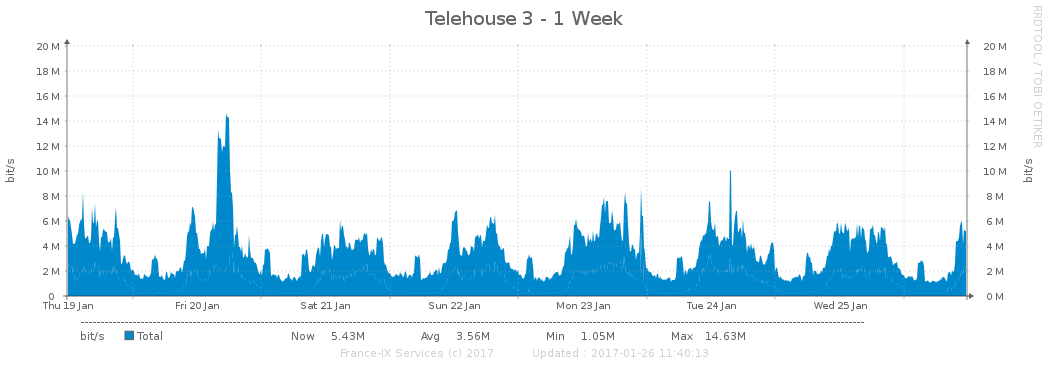 Telehouse 3 - 1 Week
RRDTOOL / TOBI OETIKER
bit/s
bit/s
20 M 20 M
18 M 18 M
16 M 16 M
14 M 14 M
12 M 12 M
10 M 10 M
8 M 8 M
6 M 6 M
4 M 4 M
2 M 2 M
0 0 M
Thu 19 Jan Fri 20 Jan Sat 21 Jan Sun 22 Jan Mon 23 Jan Tue 24 Jan Wed 25 Jan
bit/s Total Now 5.43M Avg 3.56M Min 1.05M Max 14.63M
France-IX Services (c) 2017 Updated : 2017-01-26 11:40:13